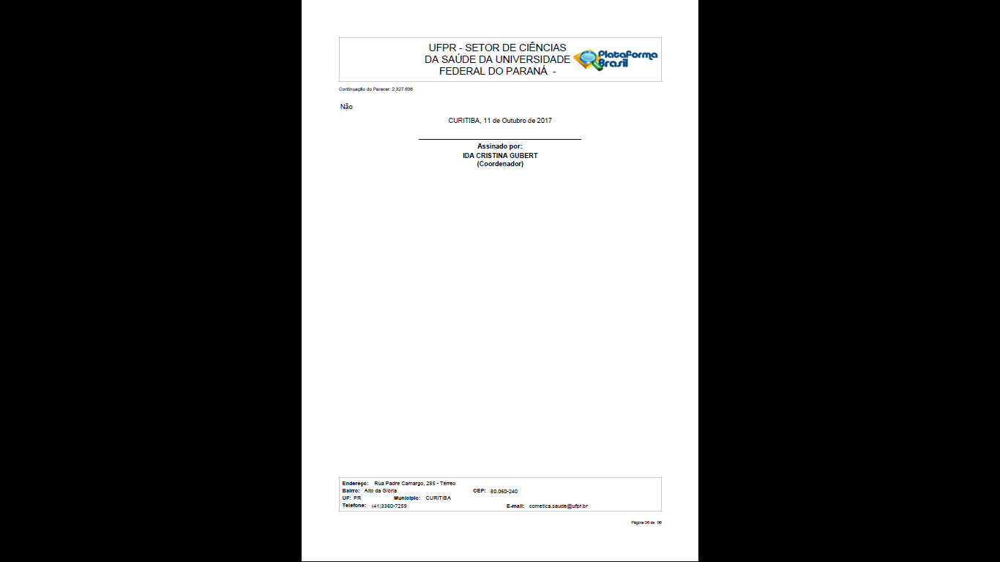 UFPR - SETOR DE CIÊNCIAS
DA SAÚDE DA UNIVERSIDADE
FEDERAL DO PARANÁ -
Plataforma
Brasil
Continuação do Parecer: 2.327.636
Não
CURITIBA, 11 de Outubro de 2017
Assinado por:
IDA CRISTINA GUBERT
(Coordenador)
Endereço: Rua Padre Camargo, 285 - Térreo
Bairro: Alto da Glória CEP: 80.060-240
UF: PR Município: CURITIBA
Telefone: (41)3360-7259 E-mail: cometica.saude@ufpr.br
Página 06 de 06